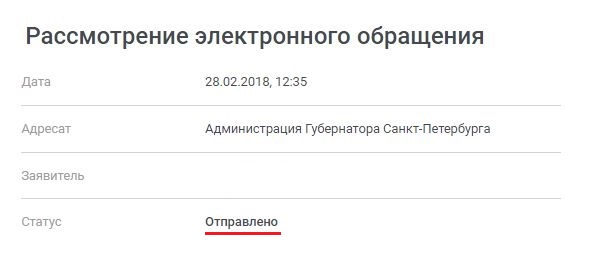 Рассмотрение электронного обращения
Дата 28.02.2018, 12:35
Адресат Администрация Губернатора Санкт-Петербурга
Заявитель
Статус Отправлено